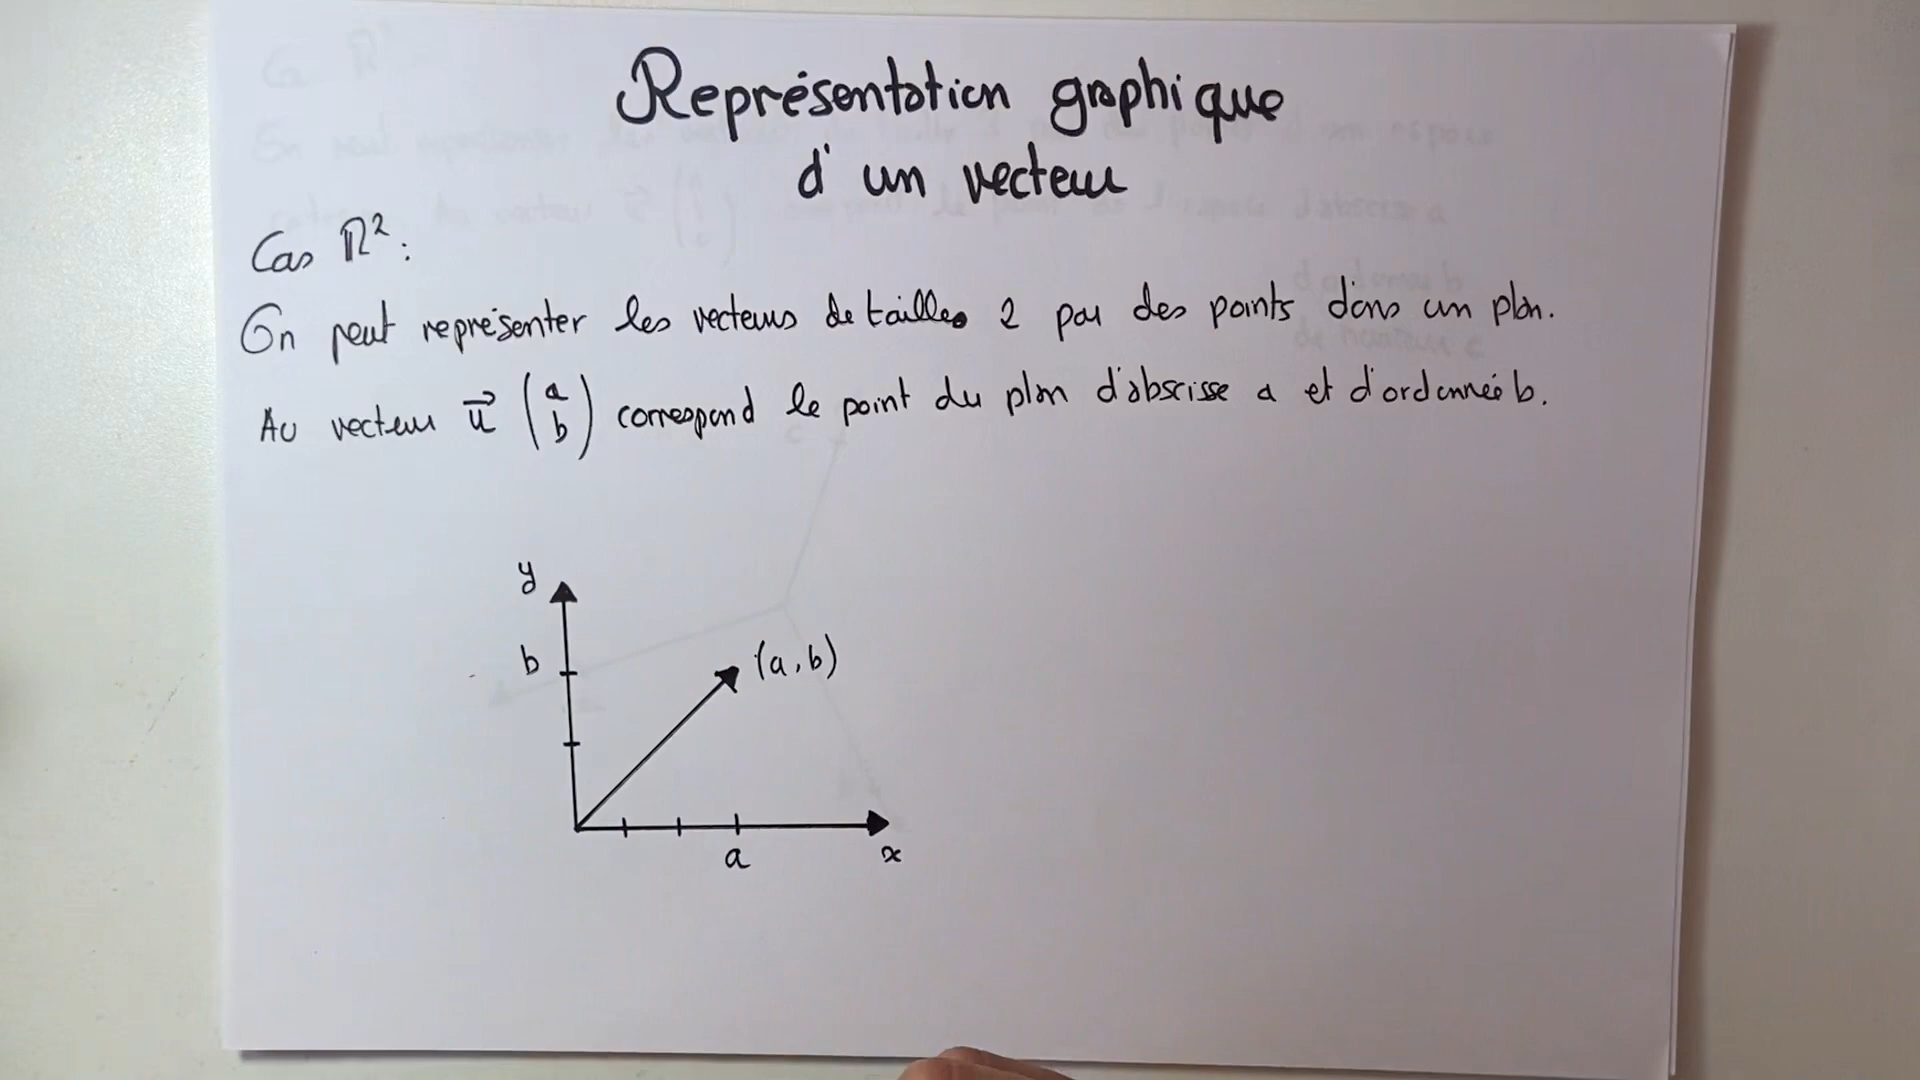 Représentation graphique
d'un vecteur
Cas ℝ²:
On peut représenter les vecteurs de tailles 2 par des points dans un plan.
Au vecteur u⃗ (a b) correspond le point du plan d'abscisse a et d'ordonnée b.
y
b
(a, b)
a
x